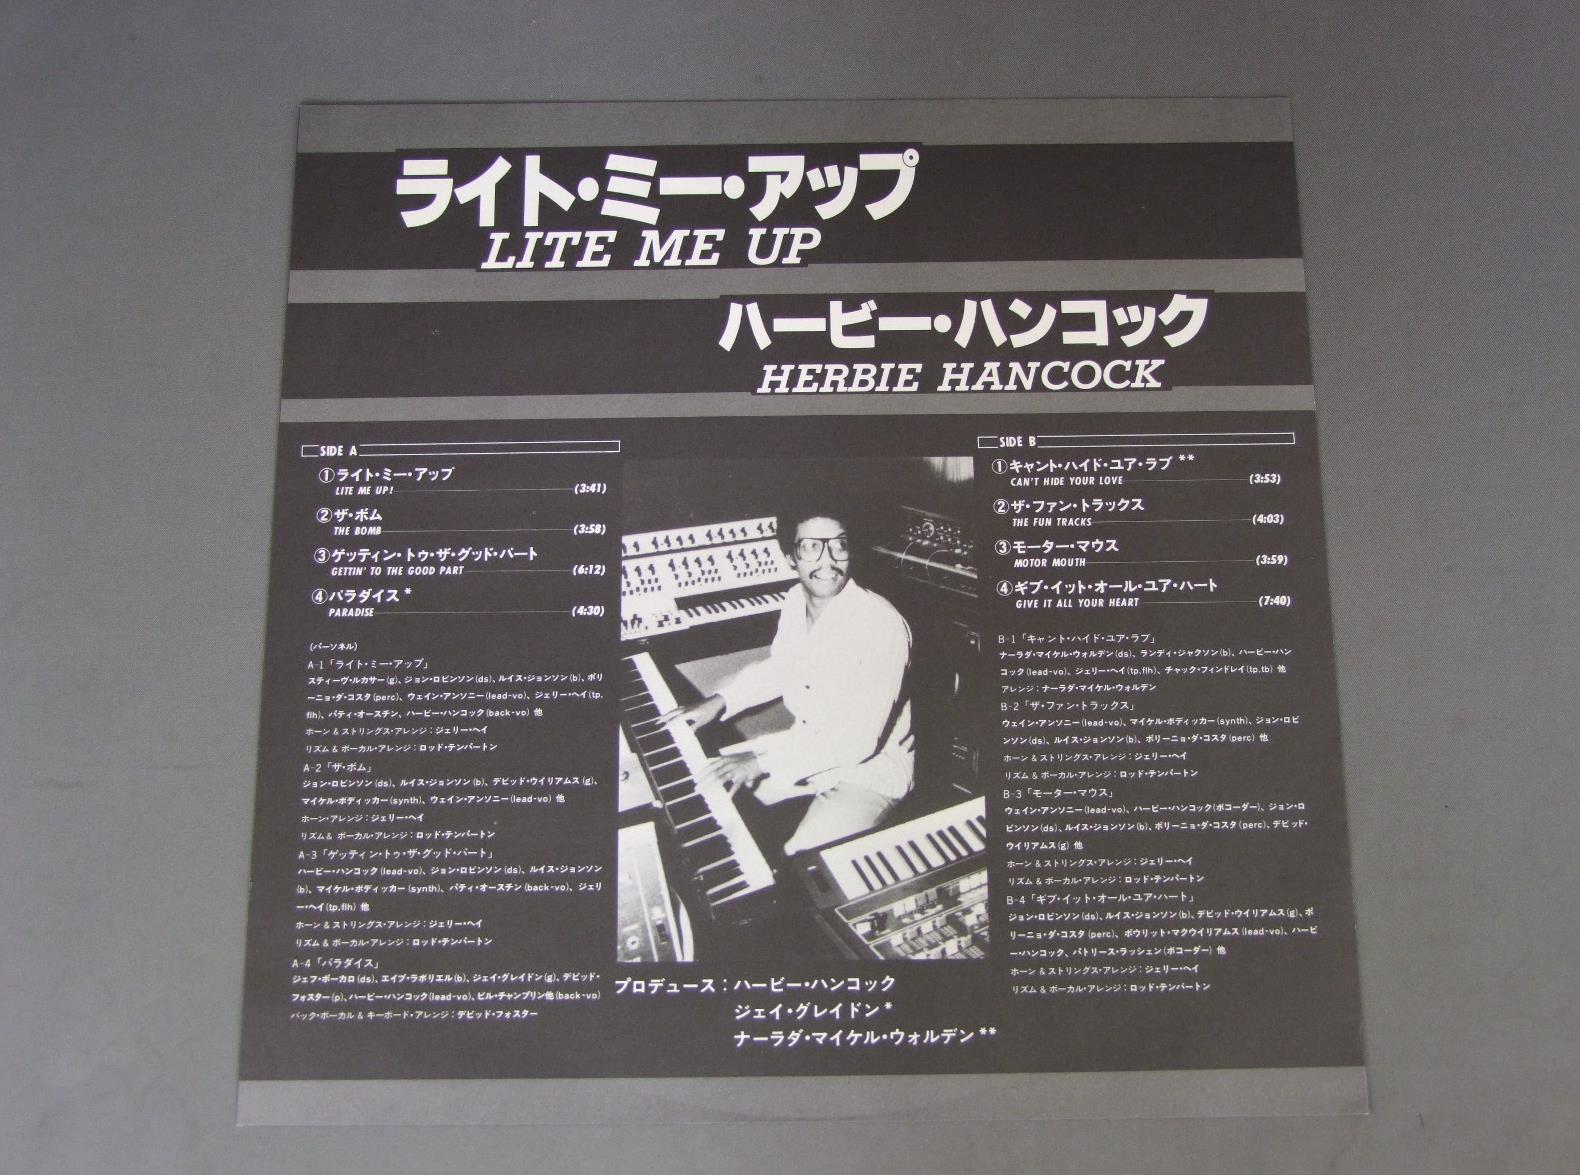 ライト・ミー・アップ
LITE ME UP
ハービー・ハンコック
HERBIE HANCOCK
SIDE A
①ライト・ミー・アップ
LITE ME UP! (3:41)
②ザ・ボム
THE BOMB (3:58)
③ゲッティン・トゥ・ザ・グッド・パート
GETTIN' TO THE GOOD PART (6:12)
④パラダイス*
PARADISE (4:30)
(パーソネル)
A-1「ライト・ミー・アップ」
スティーヴ・ルカサー(g)、ジョン・ロビンソン(ds)、ルイス・ジョンソン(b)、ポリ
ーニョ・ダ・コスタ(perc)、ウェイン・アンソニー(lead-vo)、ジェリー・ヘイ(tp,
flh)、パティ・オースチン、ハービー・ハンコック(back-vo) 他
ホーン & ストリングス・アレンジ：ジェリー・ヘイ
リズム & ボーカル・アレンジ：ロッド・テンパートン
A-2「ザ・ボム」
ジョン・ロビンソン(ds)、ルイス・ジョンソン(b)、デビッド・ウイリアムス(g)、
マイケル・ボディッカー(synth)、ウェイン・アンソニー(lead-vo) 他
ホーン・アレンジ：ジェリー・ヘイ
リズム & ボーカル・アレンジ：ロッド・テンパートン
A-3「ゲッティン・トゥ・ザ・グッド・パート」
ハービー・ハンコック(lead-vo)、ジョン・ロビンソン(ds)、ルイス・ジョンソン
(b)、マイケル・ボディッカー(synth)、パティ・オースチン(back-vo)、ジェリ
ー・ヘイ(tp,flh) 他
ホーン & ストリングス・アレンジ：ジェリー・ヘイ
リズム & ボーカル・アレンジ：ロッド・テンパートン
A-4「パラダイス」
ジェフ・ポーカロ(ds)、エイブ・ラボリエル(b)、ジェイ・グレイドン(g)、デビッド・
フォスター(p)、ハービー・ハンコック(lead-vo)、ビル・チャンプリン他(back-vo)
バック・ボーカル & キーボード・アレンジ：デビッド・フォスター
プロデュース：ハービー・ハンコック
ジェイ・グレイドン*
ナーラダ・マイケル・ウォルデン**
SIDE B
①キャント・ハイド・ユア・ラブ**
CAN'T HIDE YOUR LOVE (3:53)
②ザ・ファン・トラックス
THE FUN TRACKS (4:03)
③モーター・マウス
MOTOR MOUTH (3:59)
④ギブ・イット・オール・ユア・ハート
GIVE IT ALL YOUR HEART (7:40)
B-1「キャント・ハイド・ユア・ラブ」
ナーラダ・マイケル・ウォルデン(ds)、ランディ・ジャクソン(b)、ハービー・ハン
コック(lead-vo)、ジェリー・ヘイ(tp,flh)、チャック・フィンドレイ(tp,tb) 他
アレンジ：ナーラダ・マイケル・ウォルデン
B-2「ザ・ファン・トラックス」
ウェイン・アンソニー(lead-vo)、マイケル・ボディッカー(synth)、ジョン・ロビ
ンソン(ds)、ルイス・ジョンソン(b)、ポリーニョ・ダ・コスタ(perc) 他
ホーン & ストリングス・アレンジ：ジェリー・ヘイ
リズム & ボーカル・アレンジ：ロッド・テンパートン
B-3「モーター・マウス」
ウェイン・アンソニー(lead-vo)、ハービー・ハンコック(ボコーダー)、ジョン・ロ
ビンソン(ds)、ルイス・ジョンソン(b)、ポリーニョ・ダ・コスタ(perc)、デビッド・
ウイリアムス(g) 他
ホーン & ストリングス・アレンジ：ジェリー・ヘイ
リズム & ボーカル・アレンジ：ロッド・テンパートン
B-4「ギブ・イット・オール・ユア・ハート」
ジョン・ロビンソン(ds)、ルイス・ジョンソン(b)、デビッド・ウイリアムス(g)、ポ
リーニョ・ダ・コスタ(perc)、ポウリット・マクウイリアムス(lead-vo)、ハービ
ー・ハンコック、パトリース・ラッシェン(ボコーダー) 他
ホーン & ストリングス・アレンジ：ジェリー・ヘイ
リズム & ボーカル・アレンジ：ロッド・テンパートン